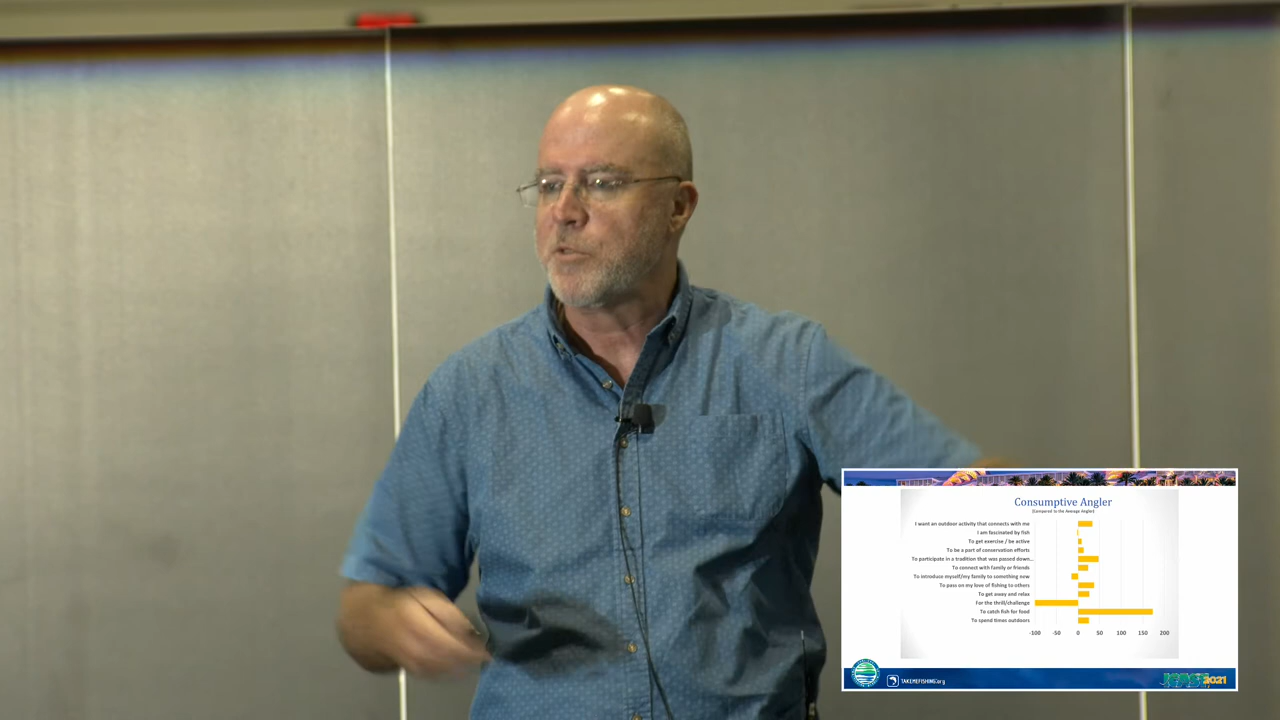 Consumptive Angler
(Compared to the Average Angler)
I want an outdoor activity that connects with me
I am fascinated by fish
To get exercise / be active
To be a part of conservation efforts
To participate in a tradition that was passed down...
To connect with family or friends
To introduce myself/my family to something new
To pass on my love of fishing to others
To get away and relax
For the thrill/challenge
To catch fish for food
To spend times outdoors
-100 -50 0 50 100 150 200
TAKEMEFISHING.org
2021